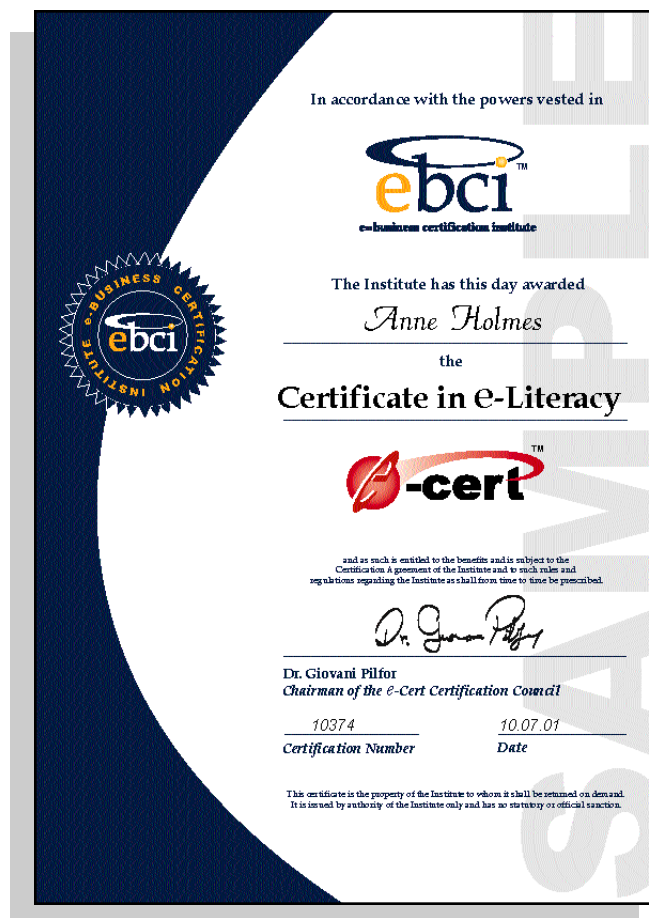 In accordance with the powers vested in
ebci™
e-business certification institute
The Institute has this day awarded
Anne Holmes
the
Certificate in e-Literacy
e-cert™
and as such is entitled to the benefits and is subject to the
Certification Agreement of the Institute and to such rules and
regulations regarding the Institute as shall from time to time be prescribed.
Dr. Giovani Pilfor
Dr. Giovani Pilfor
Chairman of the e-Cert Certification Council
10374 10.07.01
Certification Number Date
This certificate is the property of the Institute to whom it shall be returned on demand.
It is issued by authority of the Institute only and has no statutory or official sanction.
e-BUSINESS CERTIFICATION INSTITUTE
ebci
SAMPLE